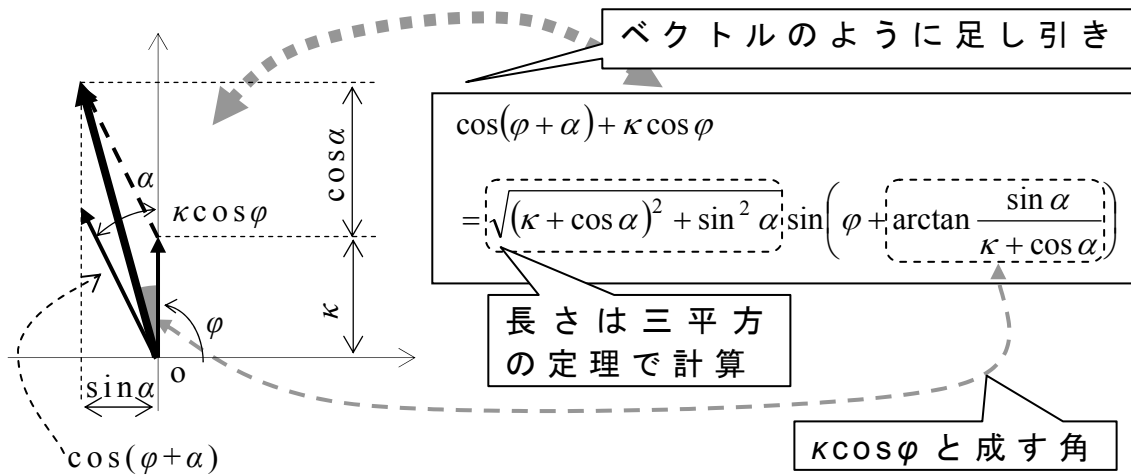 ベクトルのように足し引き
cos(φ+α)+κcosφ
=√((κ+cosα)²+sin²α) sin(φ+arctan sinα/(κ+cosα))
長さは三平方
の定理で計算
κcosφと成す角
α
κcosφ
cosα
κ
φ
o
sinα
cos(φ+α)